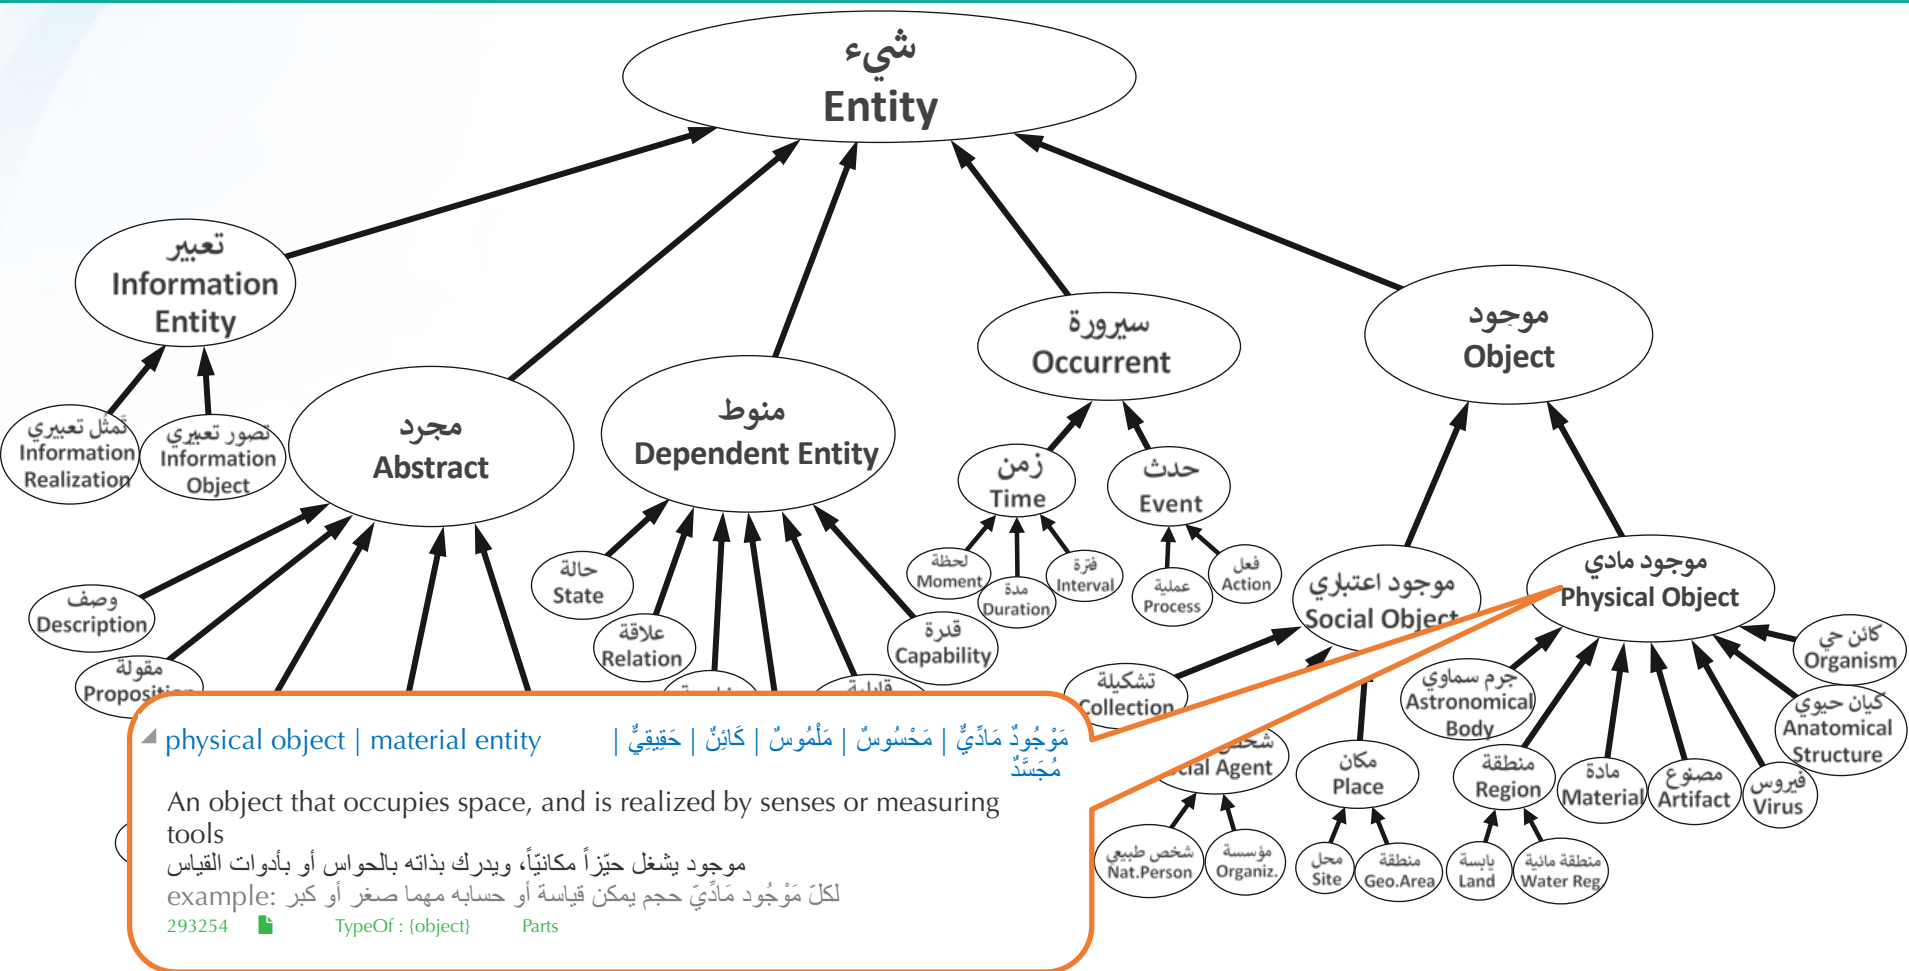 شيء
Entity
تعبير
Information
Entity
سيرورة
Occurrent
موجود
Object
مجرد
Abstract
منوط
Dependent Entity
تَمثُل تعبيري
Information
Realization
تصور تعبيري
Information
Object
زمن
Time
حدث
Event
لحظة
Moment
مدة
Duration
فترة
Interval
عملية
Process
فعل
Action
موجود اعتباري
Social Object
موجود مادي
Physical Object
وصف
Description
مقولة
Proposition
حالة
State
علاقة
Relation
قابلية
قدرة
Capability
تشكيلة
Collection
شخص
cial Agent
مكان
Place
جرم سماوي
Astronomical
Body
منطقة
Region
مادة
Material
مصنوع
Artifact
فيروس
Virus
كائن حي
Organism
كيان حيوي
Anatomical
Structure
شخص طبيعي
Nat.Person
مؤسسة
Organiz.
محل
Site
منطقة
Geo.Area
يابسة
Land
منطقة مائية
Water Reg.
physical object | material entity مَوْجُودٌ مَادِّيٌّ | مَحْسُوسٌ | مَلْمُوسٌ | كَائِنٌ | حَقِيقِيٌّ |
مُجَسَّدٌ
An object that occupies space, and is realized by senses or measuring
tools
موجود يشغل حيّزاً مكانيّاً، ويدرك بذاته بالحواس أو بأدوات القياس
example: لكلّ مَوْجُود مَادِّيّ حجم يمكن قياسة أو حسابه مهما صغر أو كبر
293254 TypeOf : {object} Parts